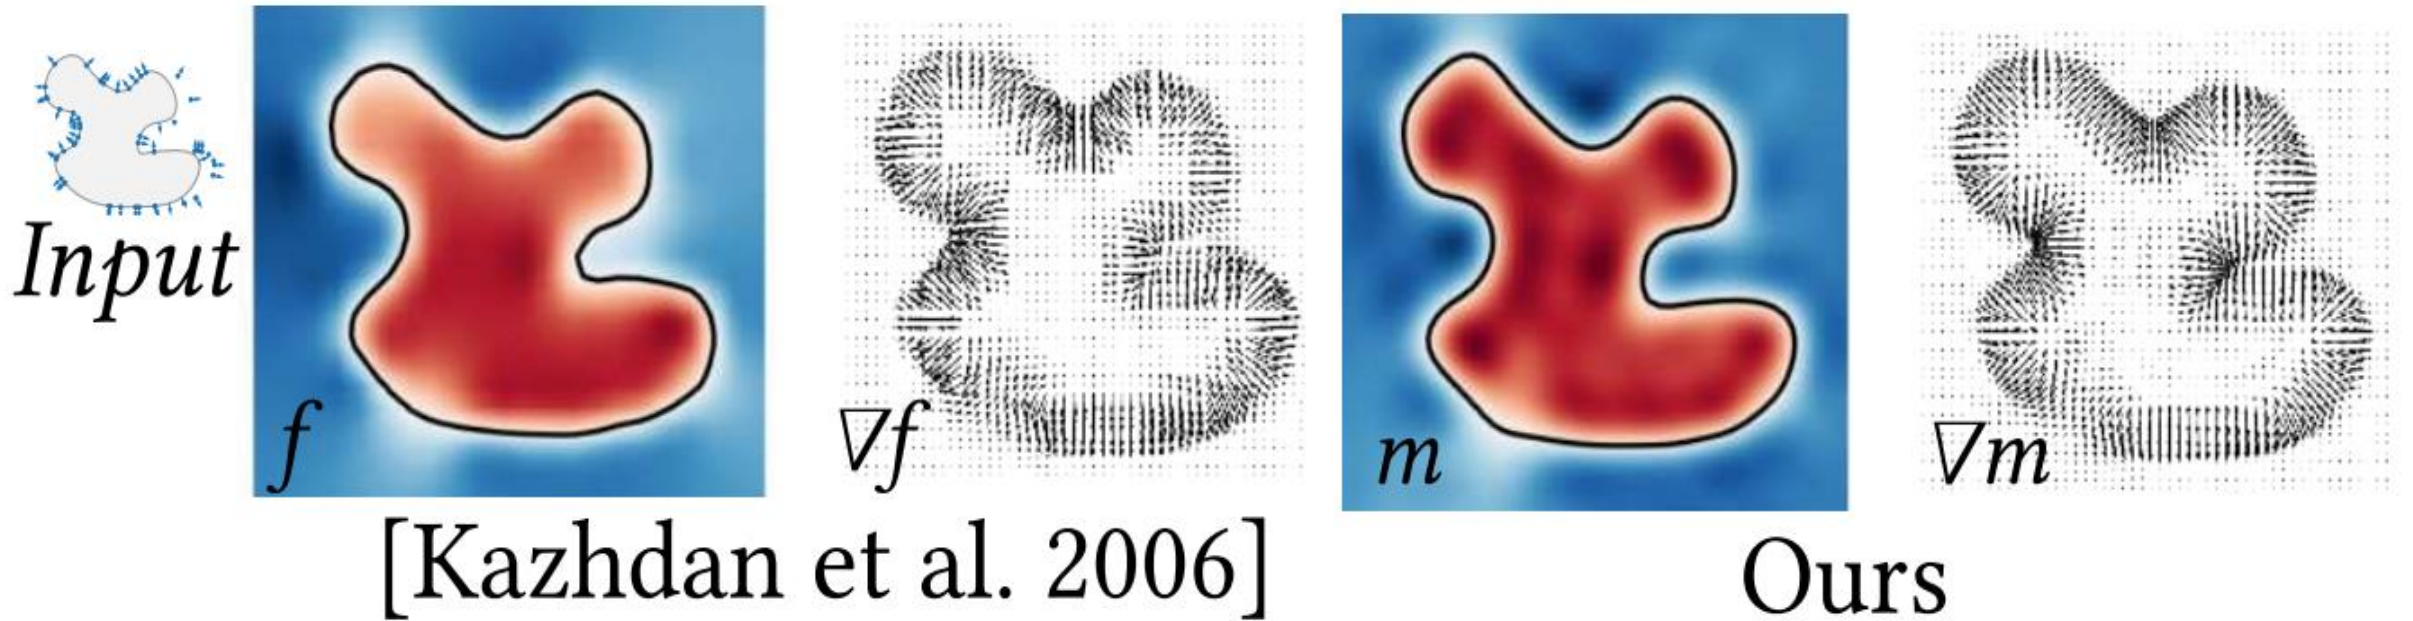 Input
f
∇f
m
∇m
[Kazhdan et al. 2006]
Ours